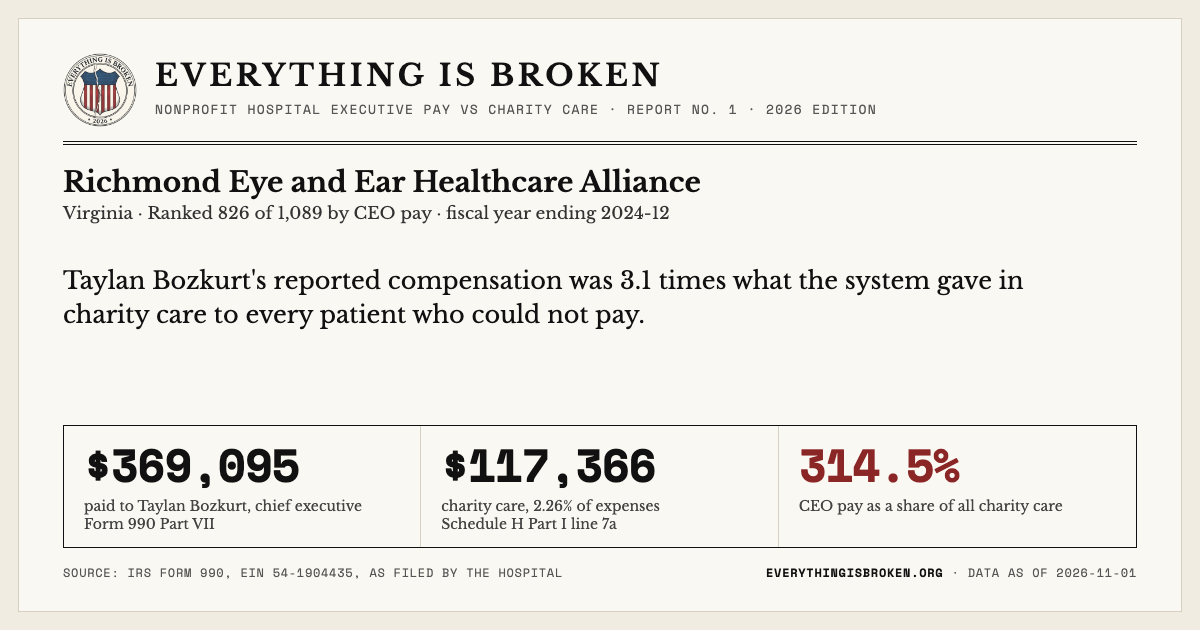 EVERYTHING IS BROKEN
2026
EVERYTHING IS BROKEN
NONPROFIT HOSPITAL EXECUTIVE PAY VS CHARITY CARE · REPORT NO. 1 · 2026 EDITION
Richmond Eye and Ear Healthcare Alliance
Virginia · Ranked 826 of 1,089 by CEO pay · fiscal year ending 2024-12
Taylan Bozkurt's reported compensation was 3.1 times what the system gave in
charity care to every patient who could not pay.
$369,095
paid to Taylan Bozkurt, chief executive
Form 990 Part VII
$117,366
charity care, 2.26% of expenses
Schedule H Part I line 7a
314.5%
CEO pay as a share of all charity care
SOURCE: IRS FORM 990, EIN 54-1904435, AS FILED BY THE HOSPITAL
EVERYTHINGISBROKEN.ORG · DATA AS OF 2026-11-01